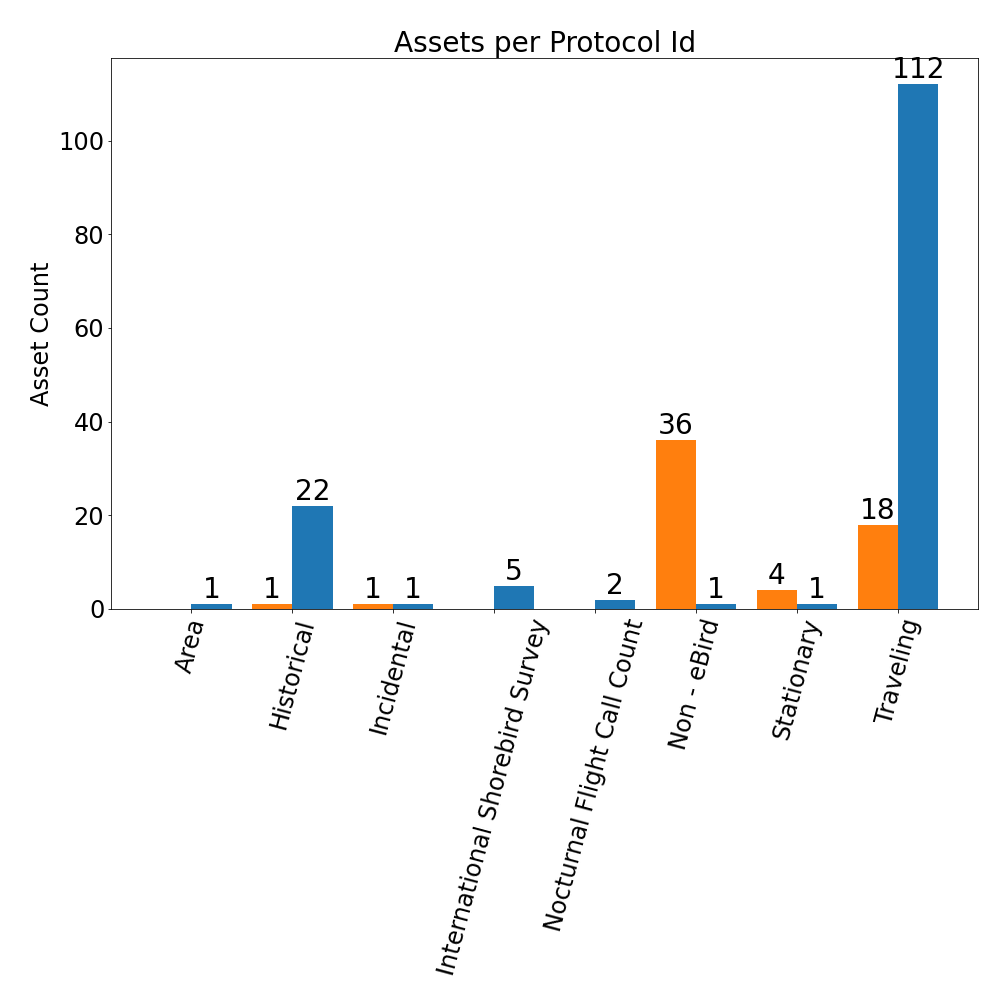 Assets per Protocol Id
Asset Count
100
80
60
40
20
0
1
1
22
1
1
5
2
36
1
4
1
18
112
Area
Historical
Incidental
International Shorebird Survey
Nocturnal Flight Call Count
Non - eBird
Stationary
Traveling